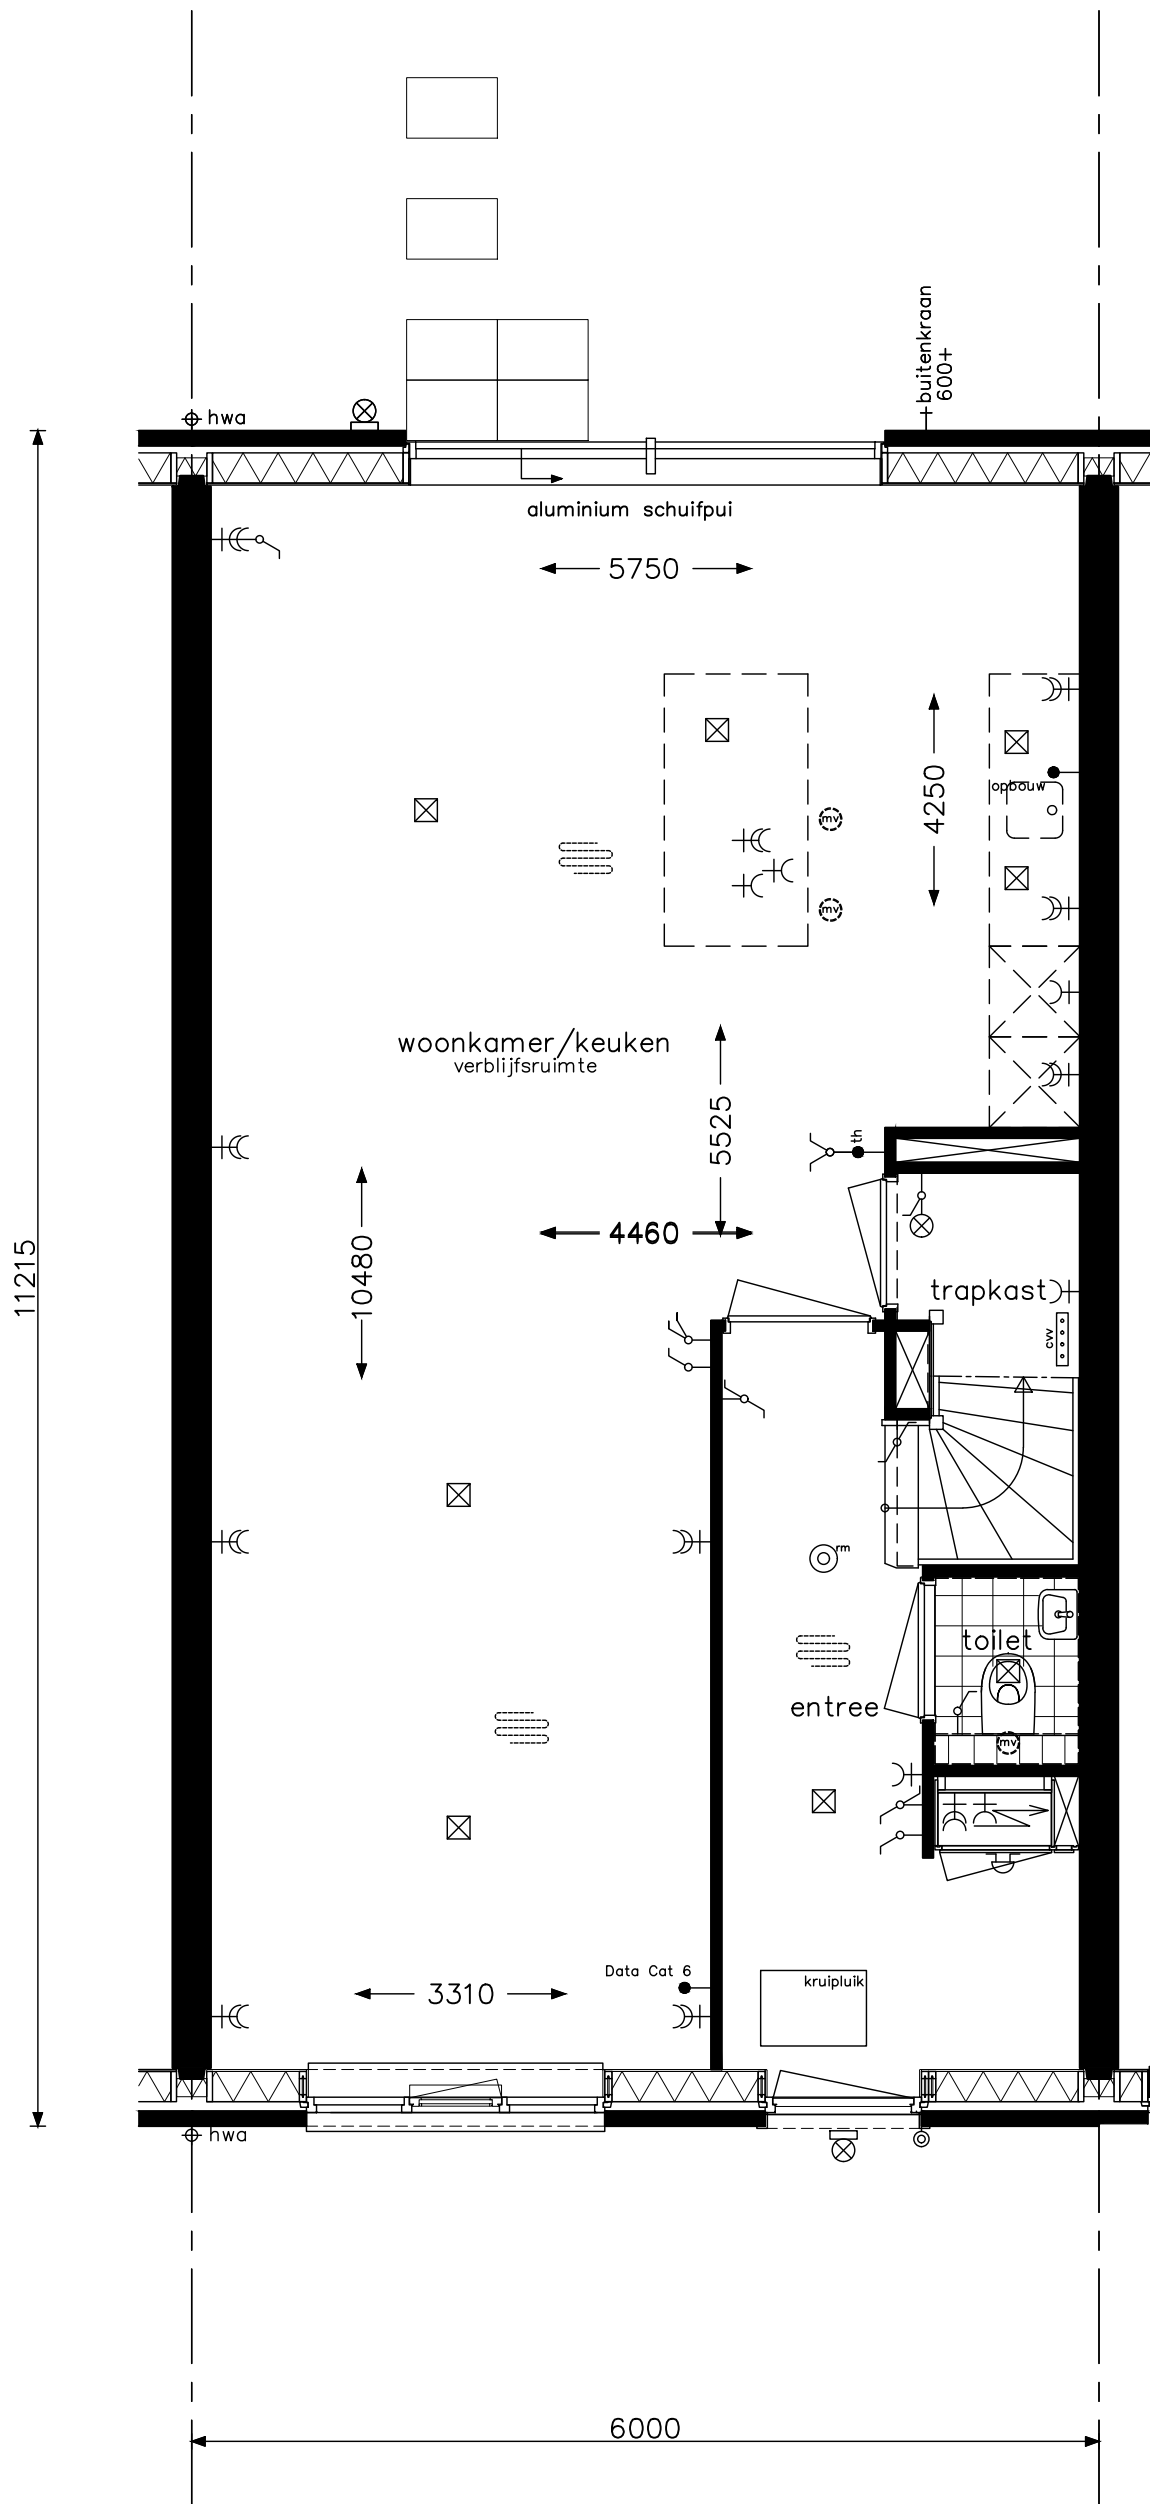 buitenkraan
600+
hwa
aluminium schuifpui
5750
4250
opbouw
mv
mv
woonkamer/keuken
verblijfsruimte
5525
th
4460
11215
10480
trapkast
cvv
rm
toilet
entree
mv
Data Cat 6
kruipluik
3310
hwa
6000